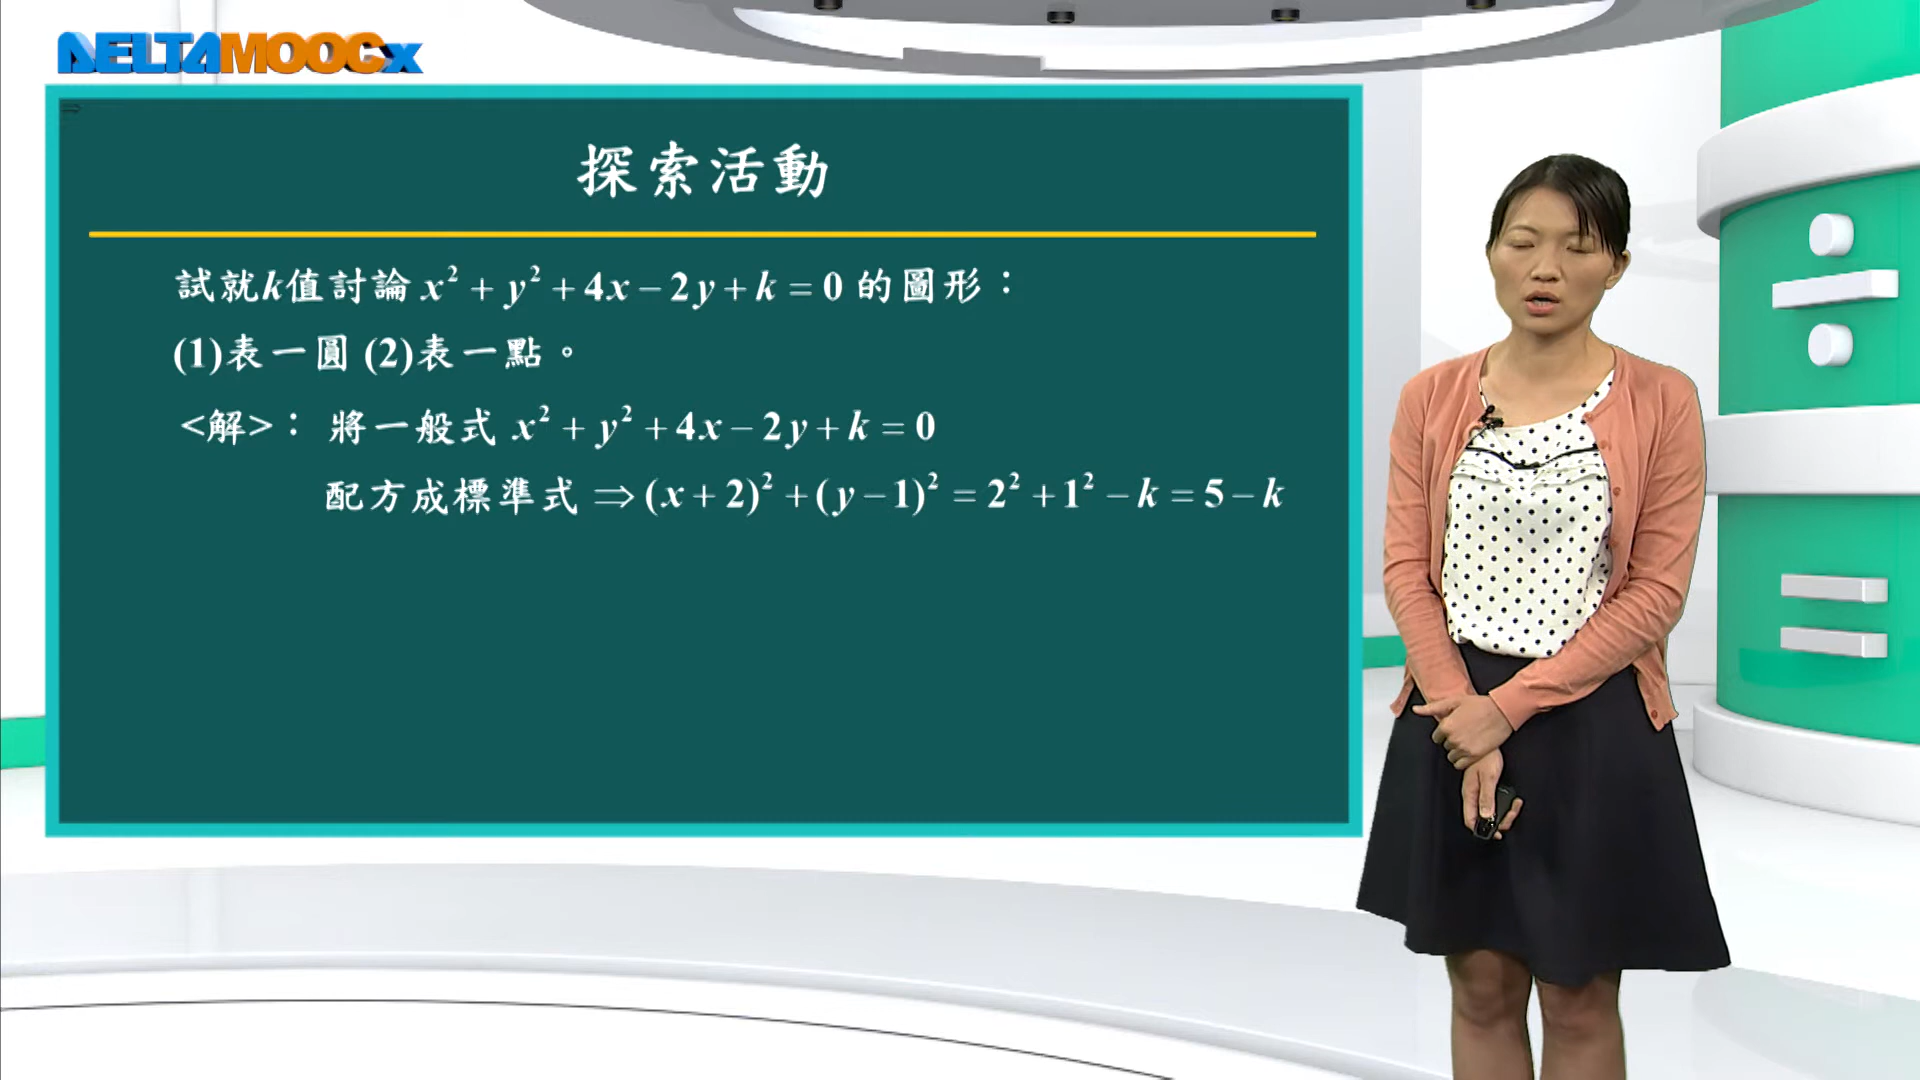 DELTAMOOCx
探索活動
試就k值討論 x² + y² + 4x − 2y + k = 0 的圖形：
(1)表一圓 (2)表一點。
<解>： 將一般式 x² + y² + 4x − 2y + k = 0
配方成標準式 ⇒ (x + 2)² + (y − 1)² = 2² + 1² − k = 5 − k